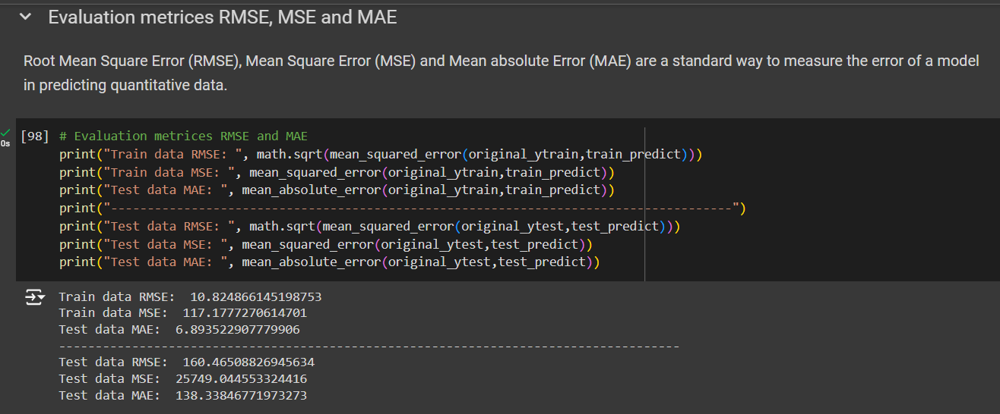 Evaluation metrices RMSE, MSE and MAE
Root Mean Square Error (RMSE), Mean Square Error (MSE) and Mean absolute Error (MAE) are a standard way to measure the error of a model
in predicting quantitative data.
[98] # Evaluation metrices RMSE and MAE
0s
print("Train data RMSE: ", math.sqrt(mean_squared_error(original_ytrain,train_predict)))
print("Train data MSE: ", mean_squared_error(original_ytrain,train_predict))
print("Test data MAE: ", mean_absolute_error(original_ytrain,train_predict))
print("-------------------------------------------------------------------------------------")
print("Test data RMSE: ", math.sqrt(mean_squared_error(original_ytest,test_predict)))
print("Test data MSE: ", mean_squared_error(original_ytest,test_predict))
print("Test data MAE: ", mean_absolute_error(original_ytest,test_predict))
Train data RMSE:  10.824866145198753
Train data MSE:  117.1777270614701
Test data MAE:  6.893522907779906
-------------------------------------------------------------------------------------
Test data RMSE:  160.46508826945634
Test data MSE:  25749.044553324416
Test data MAE:  138.33846771973273